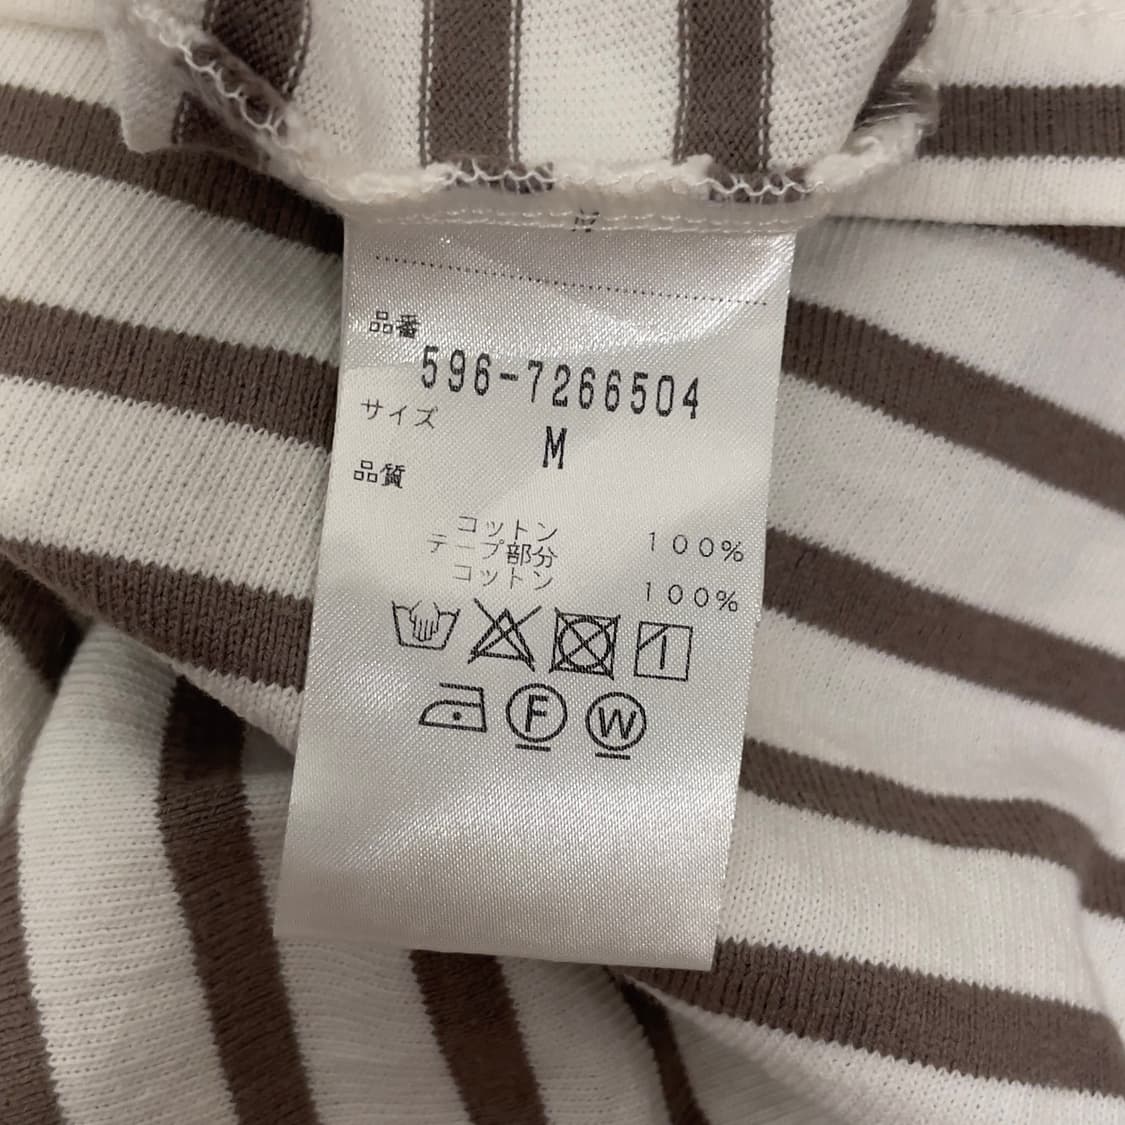 品番
596-7266504
サイズ
M
品質
コットン 100%
テープ部分
コットン 100%
F W